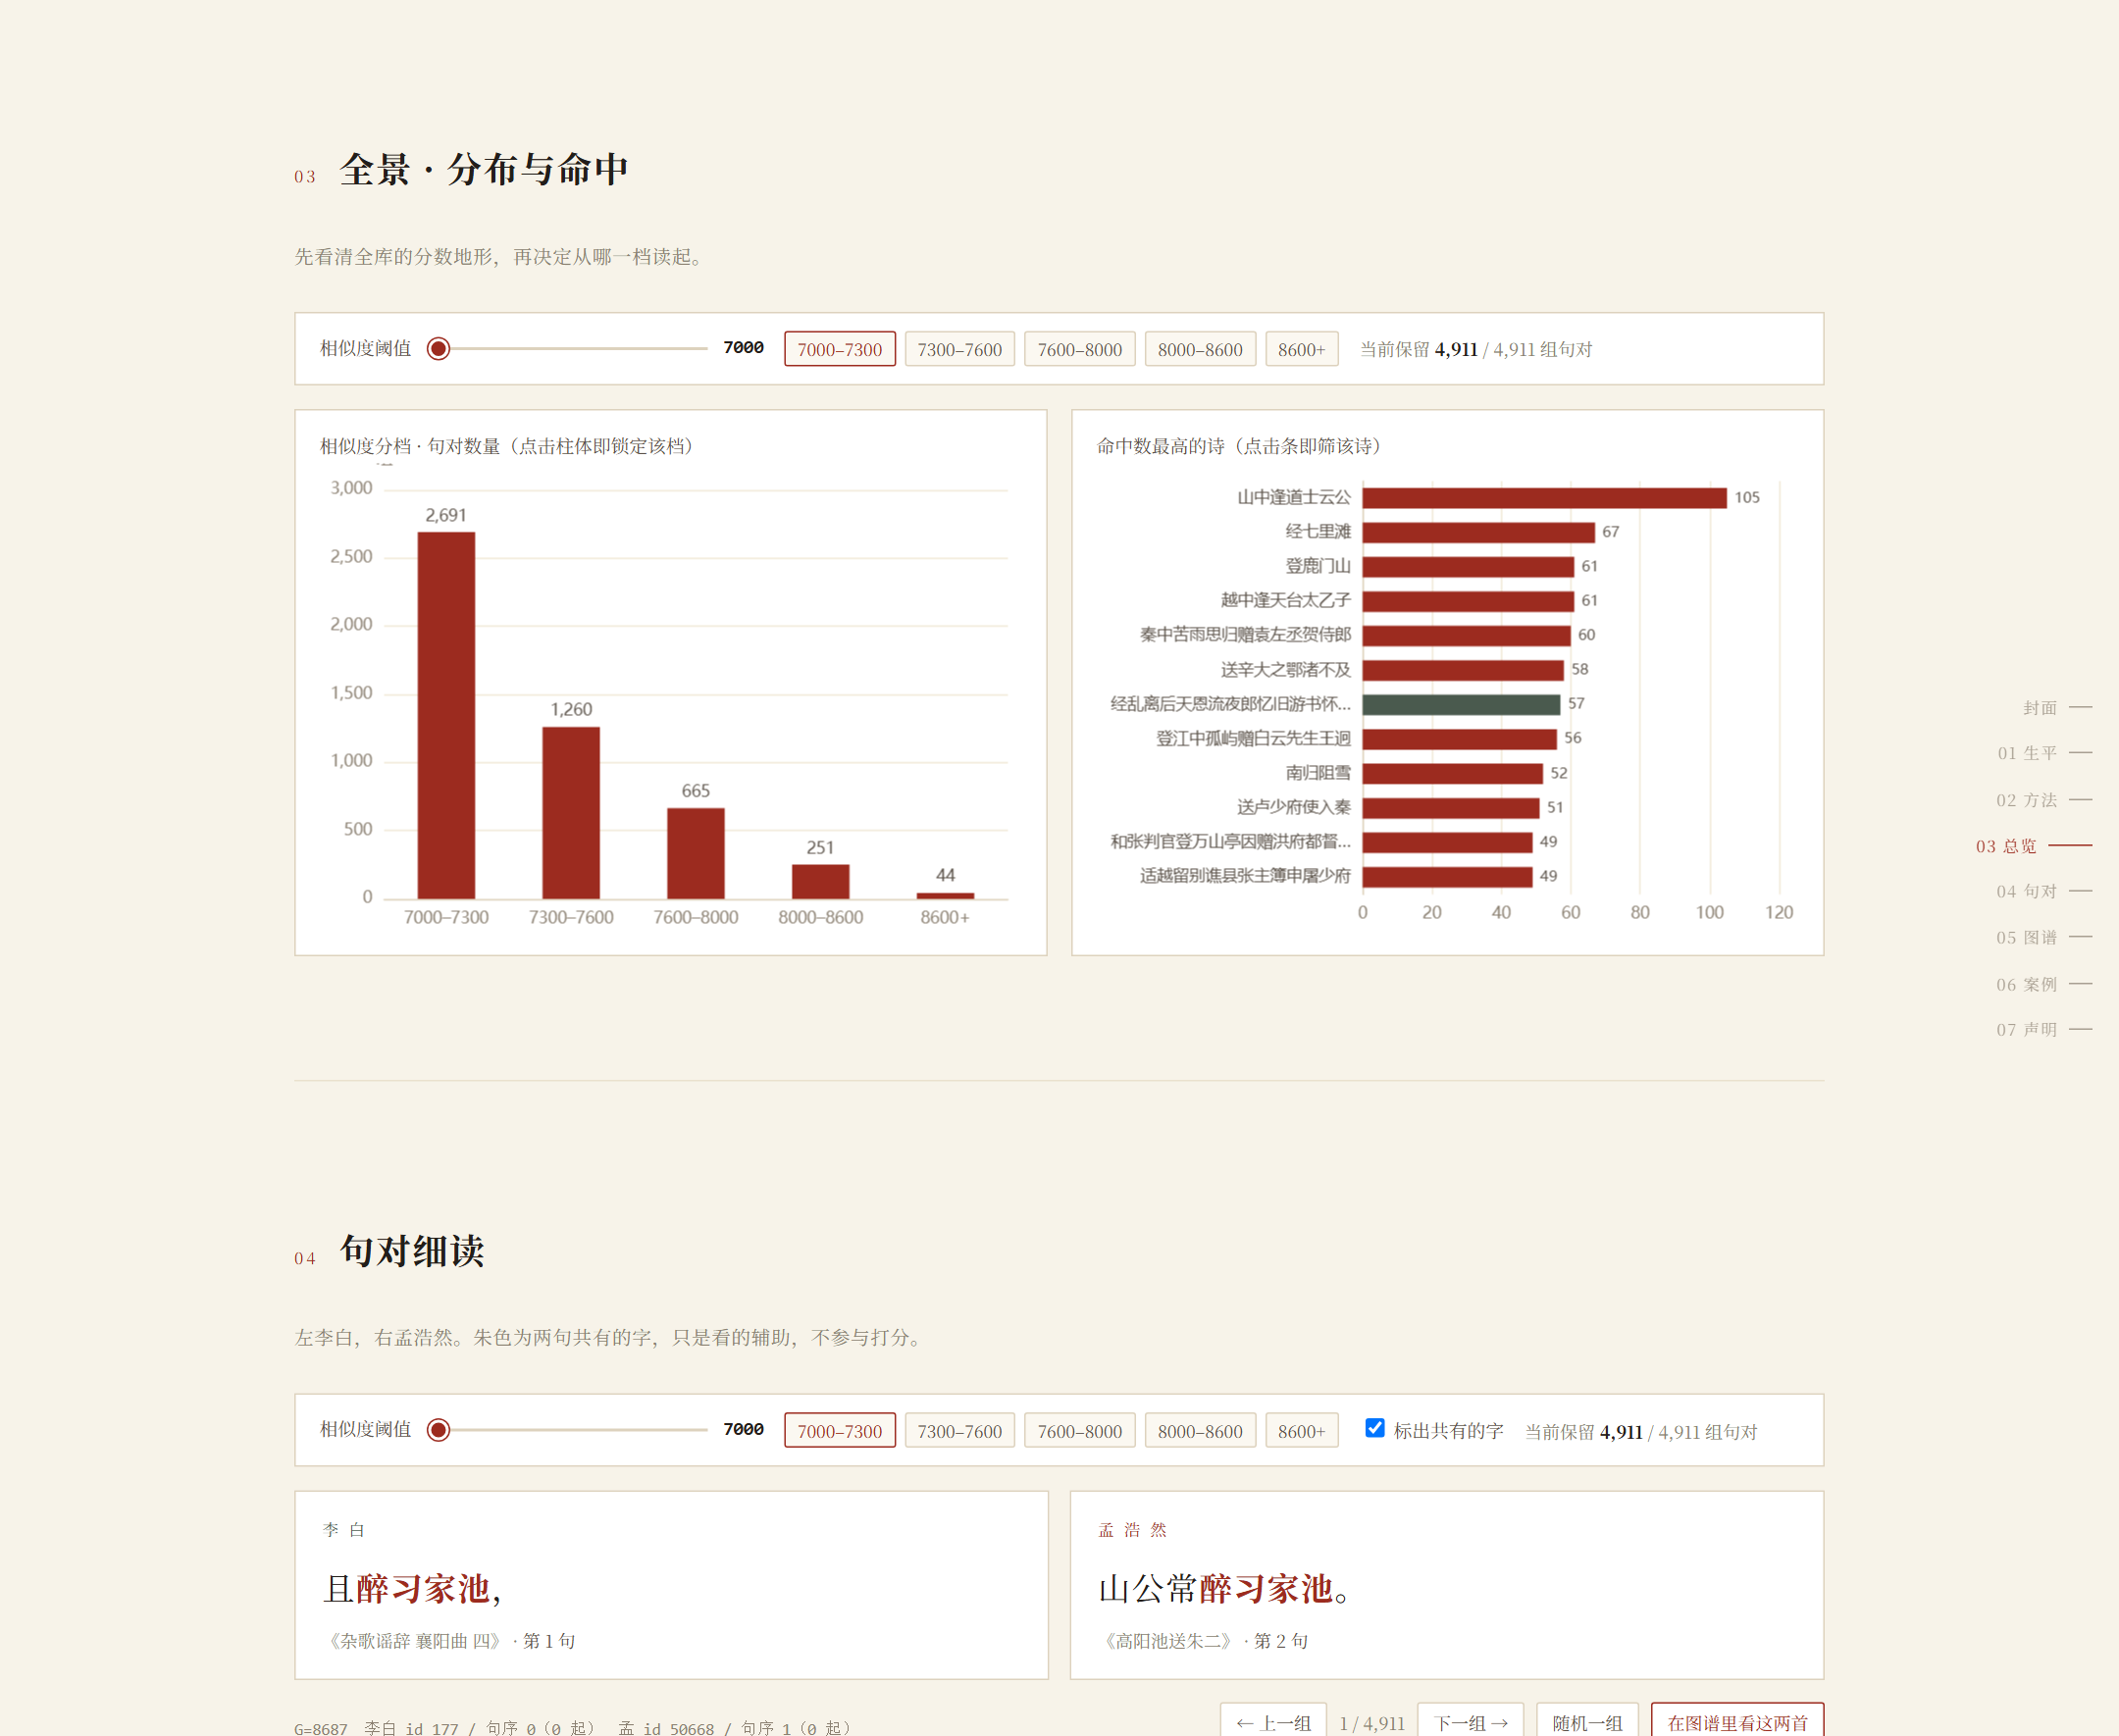 03 全景 · 分布与命中
先看清全库的分数地形，再决定从哪一档读起。
相似度阈值 7000 7000–7300 7300–7600 7600–8000 8000–8600 8600+ 当前保留 4,911 / 4,911 组句对
相似度分档 · 句对数量（点击柱体即锁定该档）
3,000
2,500
2,000
1,500
1,000
500
0
2,691
1,260
665
251
44
7000–7300 7300–7600 7600–8000 8000–8600 8600+
命中数最高的诗（点击条即筛该诗）
山中逢道士云公 105
经七里滩 67
登鹿门山 61
越中逢天台太乙子 61
秦中苦雨思归赠袁左丞贺侍郎 60
送辛大之鄂渚不及 58
经乱离后天恩流夜郎忆旧游书怀... 57
登江中孤屿赠白云先生王迥 56
南归阻雪 52
送卢少府使入秦 51
和张判官登万山亭因赠洪府都督... 49
适越留别谯县张主簿申屠少府 49
0 20 40 60 80 100 120
封面
01 生平
02 方法
03 总览
04 句对
05 图谱
06 案例
07 声明
04 句对细读
左李白，右孟浩然。朱色为两句共有的字，只是看的辅助，不参与打分。
相似度阈值 7000 7000–7300 7300–7600 7600–8000 8000–8600 8600+ 标出共有的字 当前保留 4,911 / 4,911 组句对
李白
且醉习家池，
《杂歌谣辞 襄阳曲 四》 · 第 1 句
孟浩然
山公常醉习家池。
《高阳池送朱二》 · 第 2 句
G=8687 李白 id 177 / 句序 0（0 起） 孟 id 50668 / 句序 1（0 起）
← 上一组 1 / 4,911 下一组 → 随机一组 在图谱里看这两首